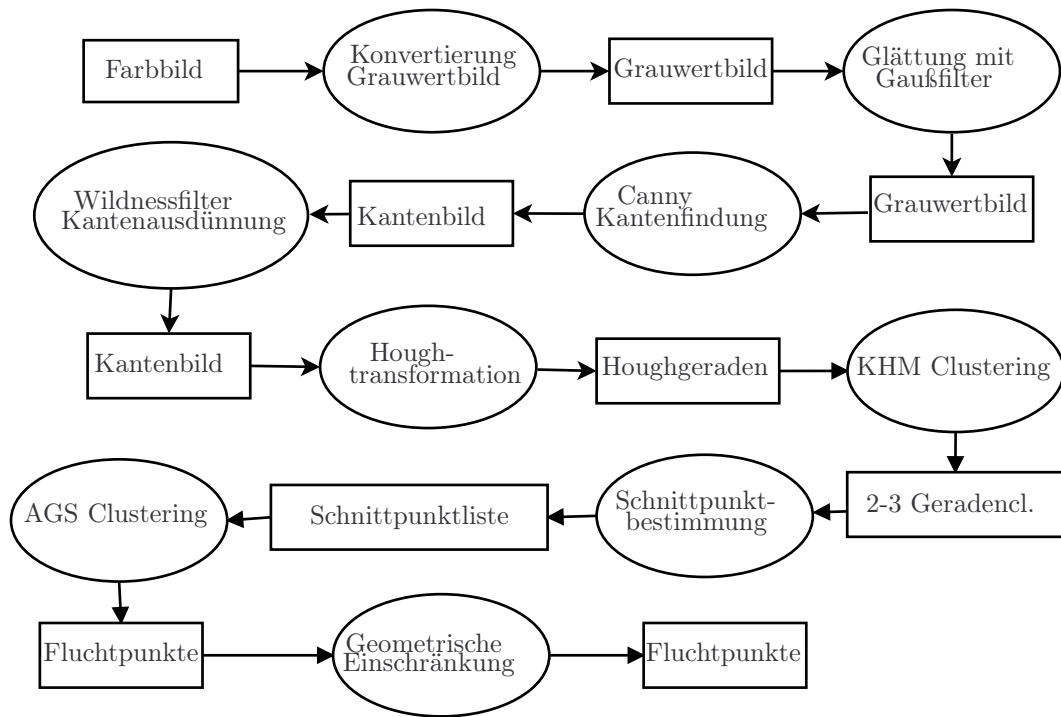 Farbbild
Konvertierung
Grauwertbild
Grauwertbild
Glättung mit
Gaußfilter
Grauwertbild
Canny
Kantenfindung
Kantenbild
Wildnessfilter
Kantenausdünnung
Kantenbild
Hough-
transformation
Houghgeraden
KHM Clustering
2-3 Geradencl.
Schnittpunkt-
bestimmung
Schnittpunktliste
AGS Clustering
Fluchtpunkte
Geometrische
Einschränkung
Fluchtpunkte